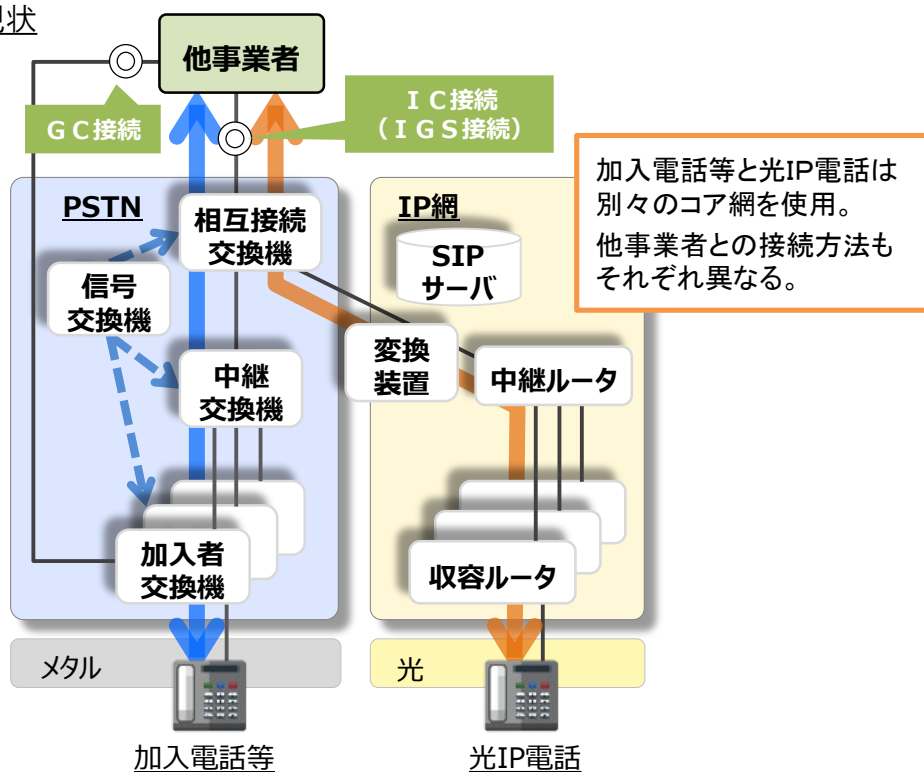 現状
他事業者
GC接続
IC接続
(IGS接続)
加入電話等と光IP電話は
別々のコア網を使用。
他事業者との接続方法も
それぞれ異なる。
PSTN
相互接続
交換機
信号
交換機
中継
交換機
加入者
交換機
IP網
SIP
サーバ
変換
装置
中継ルータ
収容ルータ
メタル
光
加入電話等
光IP電話